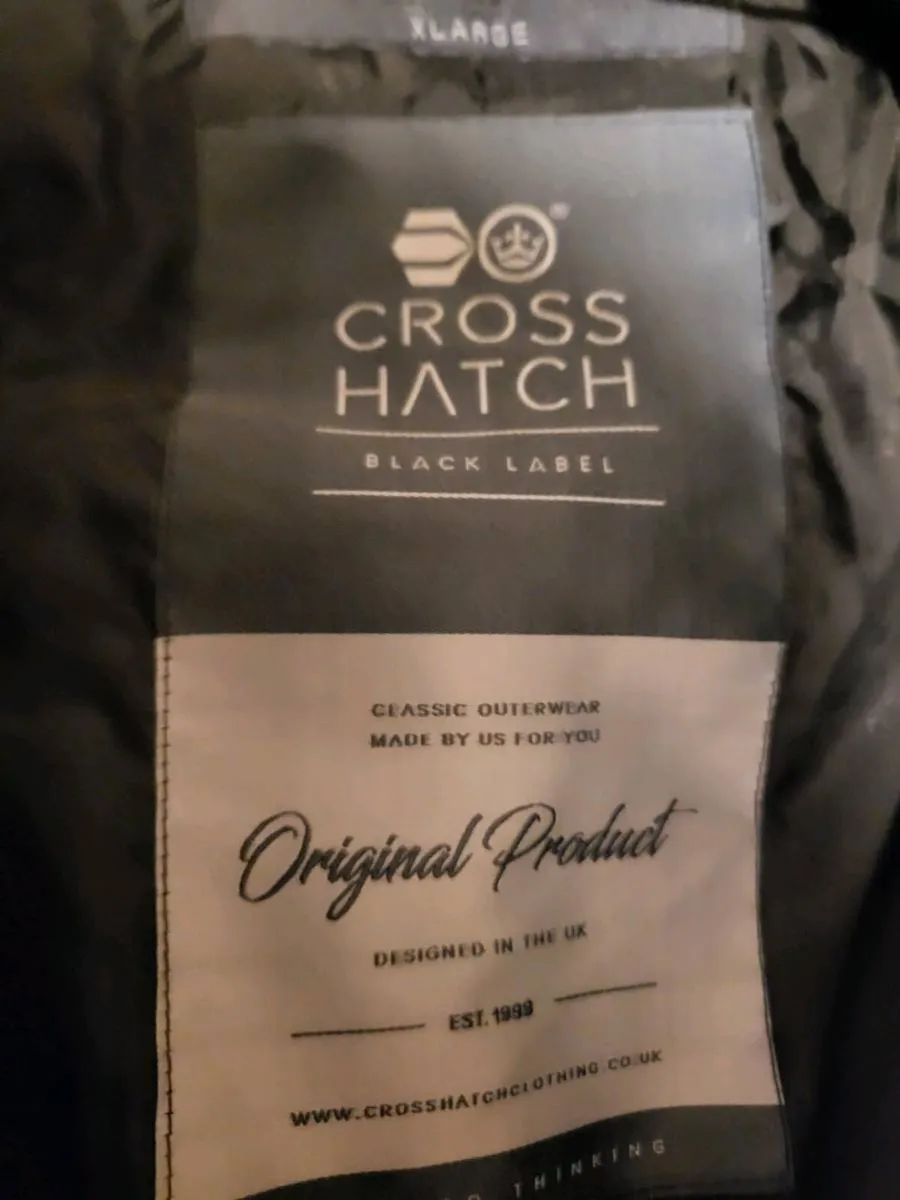 XLARGE
®
CROSS
HATCH
BLACK LABEL
CLASSIC OUTERWEAR
MADE BY US FOR YOU
Original Product
DESIGNED IN THE UK
EST. 1999
WWW.CROSSHATCHCLOTHING.CO.UK
THINKING